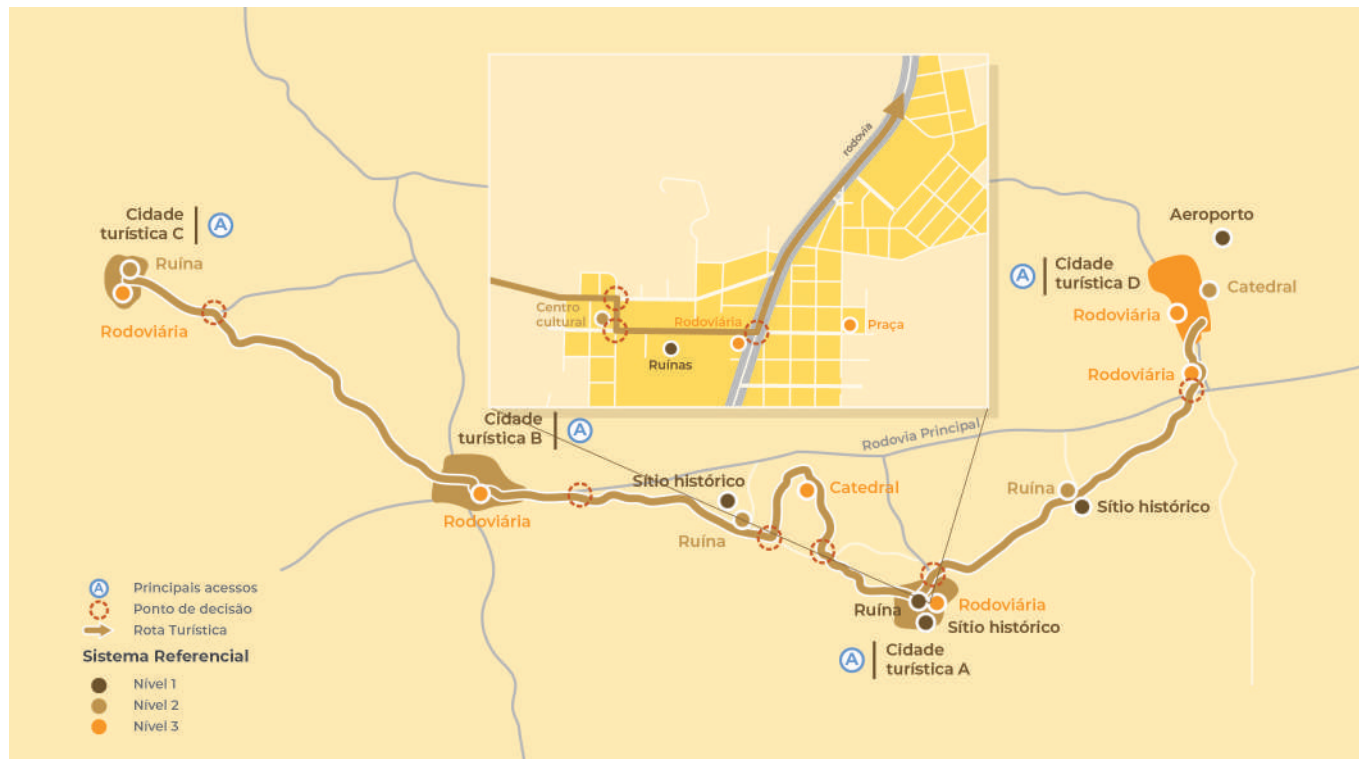 Cidade
turística C
A
Ruína
Rodoviária
rodovia
Centro
cultural
Rodoviária
Praça
Ruínas
Aeroporto
A
Cidade
turística D
Catedral
Rodoviária
Rodoviária
Cidade
turística B
A
Rodovia Principal
Rodoviária
Sítio histórico
Ruína
Catedral
Ruína
Sítio histórico
Ruína
Rodoviária
Sítio histórico
A
Cidade
turística A
A
Principais acessos
Ponto de decisão
Rota Turística
Sistema Referencial
Nível 1
Nível 2
Nível 3